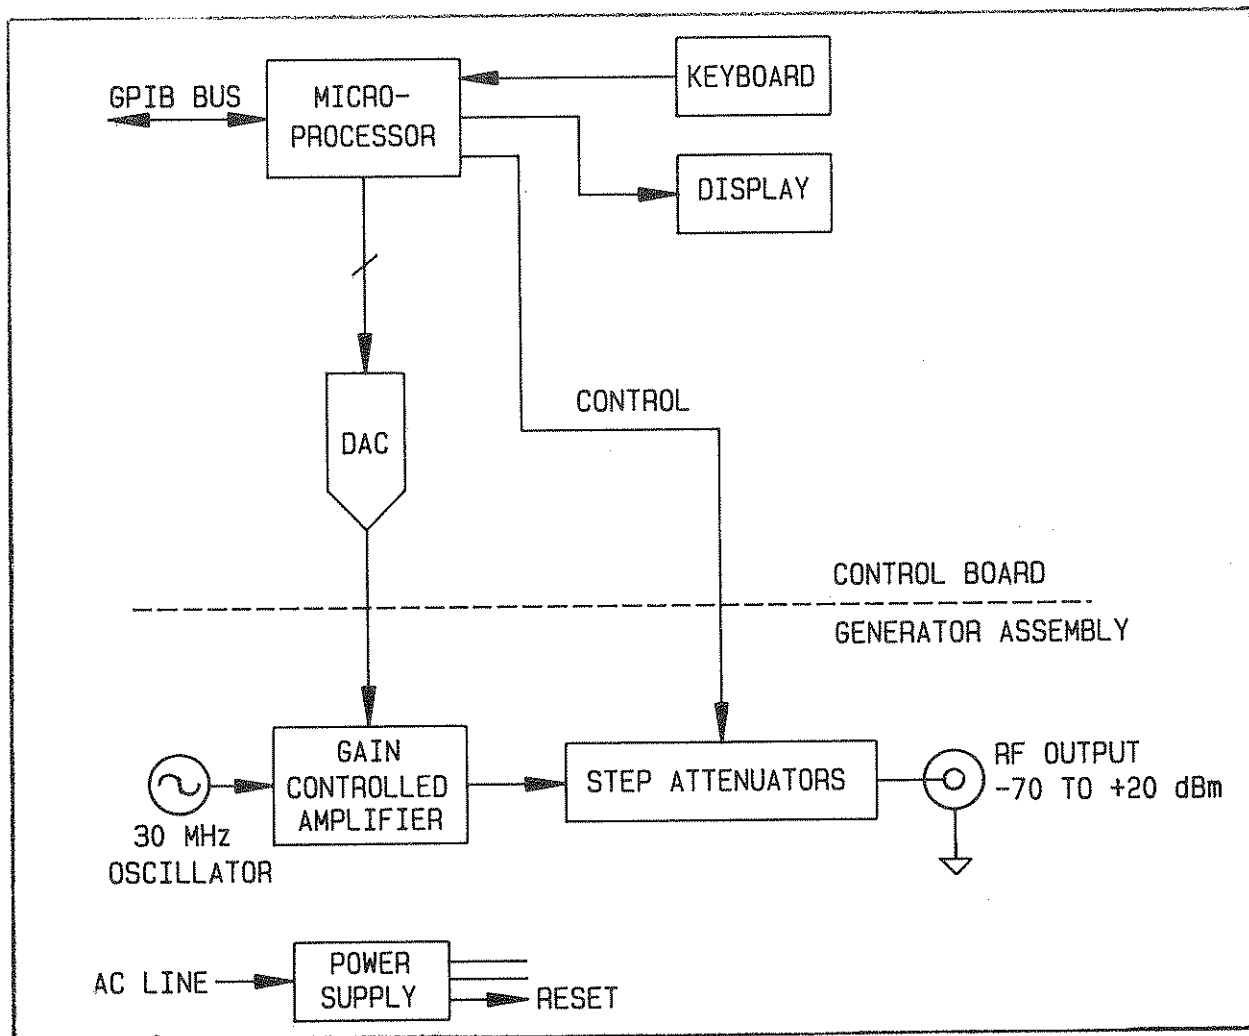 KEYBOARD
GPIB BUS
MICRO-
PROCESSOR
DISPLAY
DAC
CONTROL
CONTROL BOARD
GENERATOR ASSEMBLY
GAIN
CONTROLLED
AMPLIFIER
STEP ATTENUATORS
RF OUTPUT
-70 TO +20 dBm
30 MHz
OSCILLATOR
AC LINE
POWER
SUPPLY
RESET